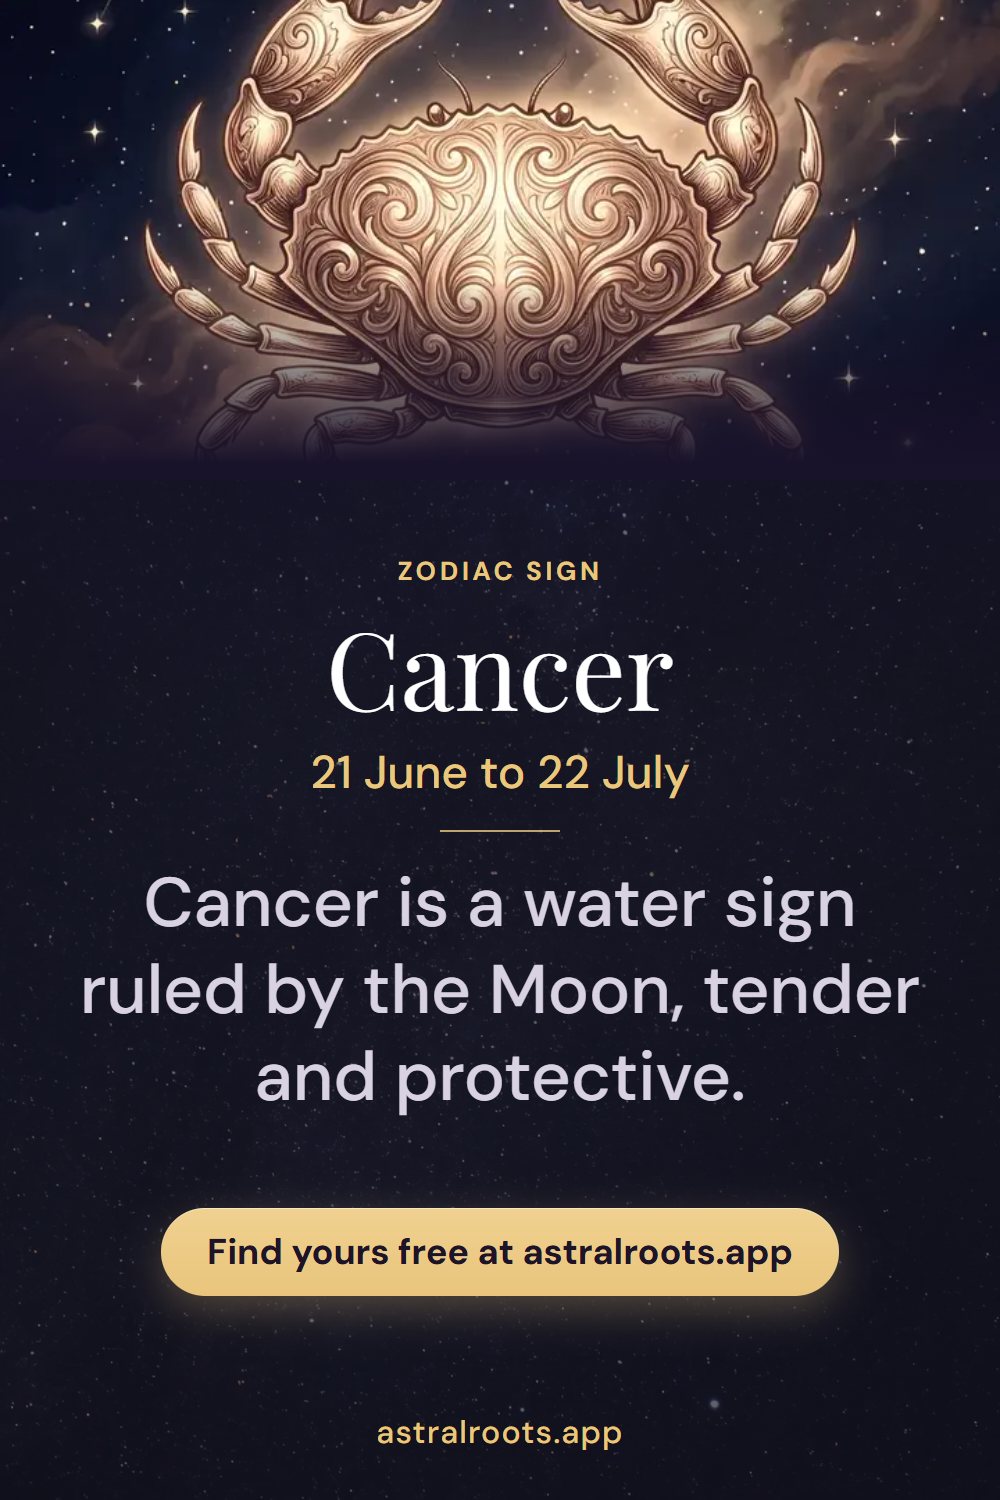 ZODIAC SIGN
Cancer
21 June to 22 July
Cancer is a water sign
ruled by the Moon, tender
and protective.
Find yours free at astralroots.app
astralroots.app